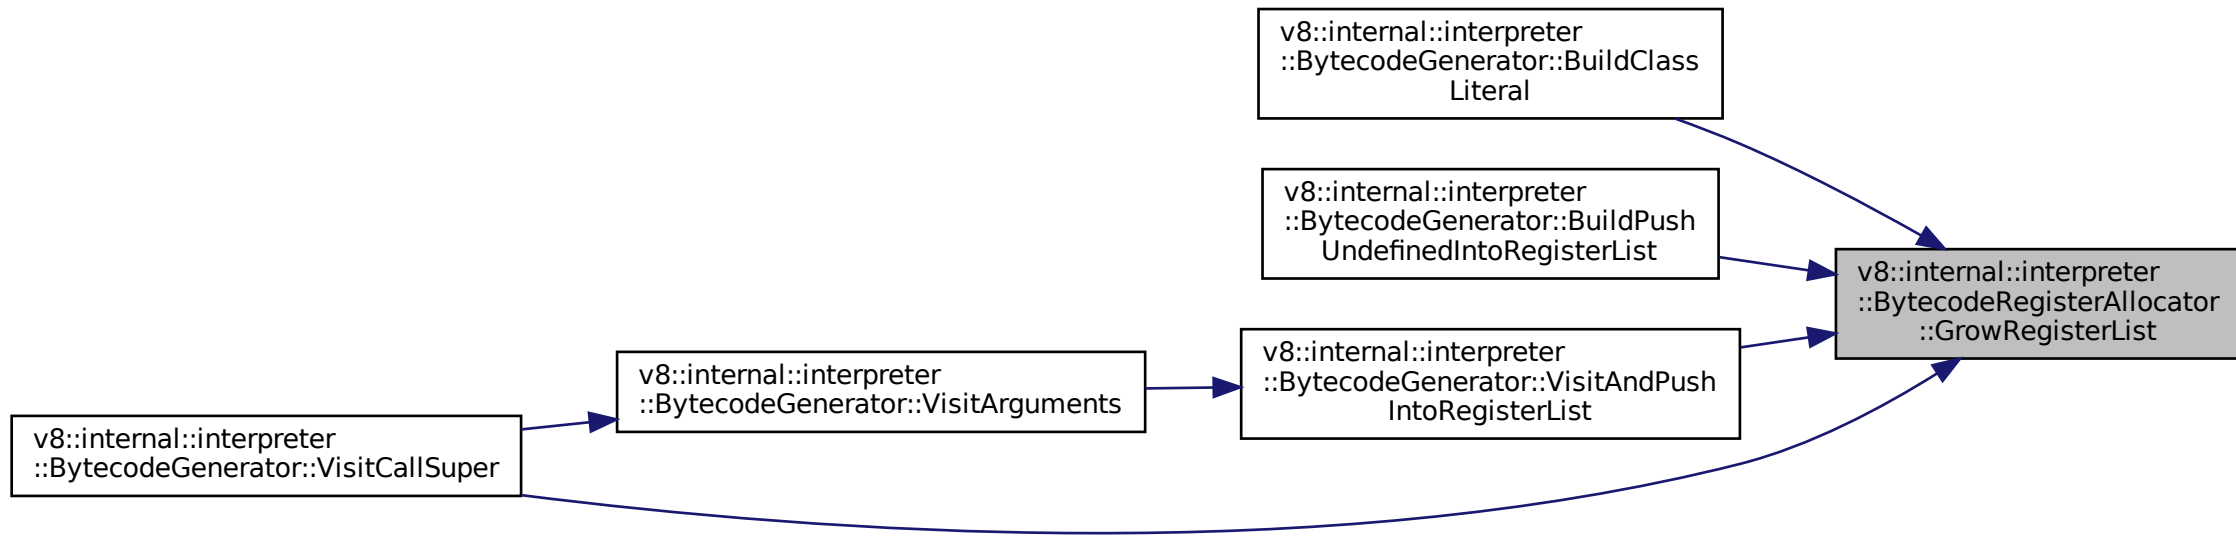 v8::internal::interpreter
::BytecodeGenerator::BuildClass
Literal
v8::internal::interpreter
::BytecodeGenerator::BuildPush
UndefinedIntoRegisterList
v8::internal::interpreter
::BytecodeRegisterAllocator
::GrowRegisterList
v8::internal::interpreter
::BytecodeGenerator::VisitAndPush
IntoRegisterList
v8::internal::interpreter
::BytecodeGenerator::VisitArguments
v8::internal::interpreter
::BytecodeGenerator::VisitCallSuper